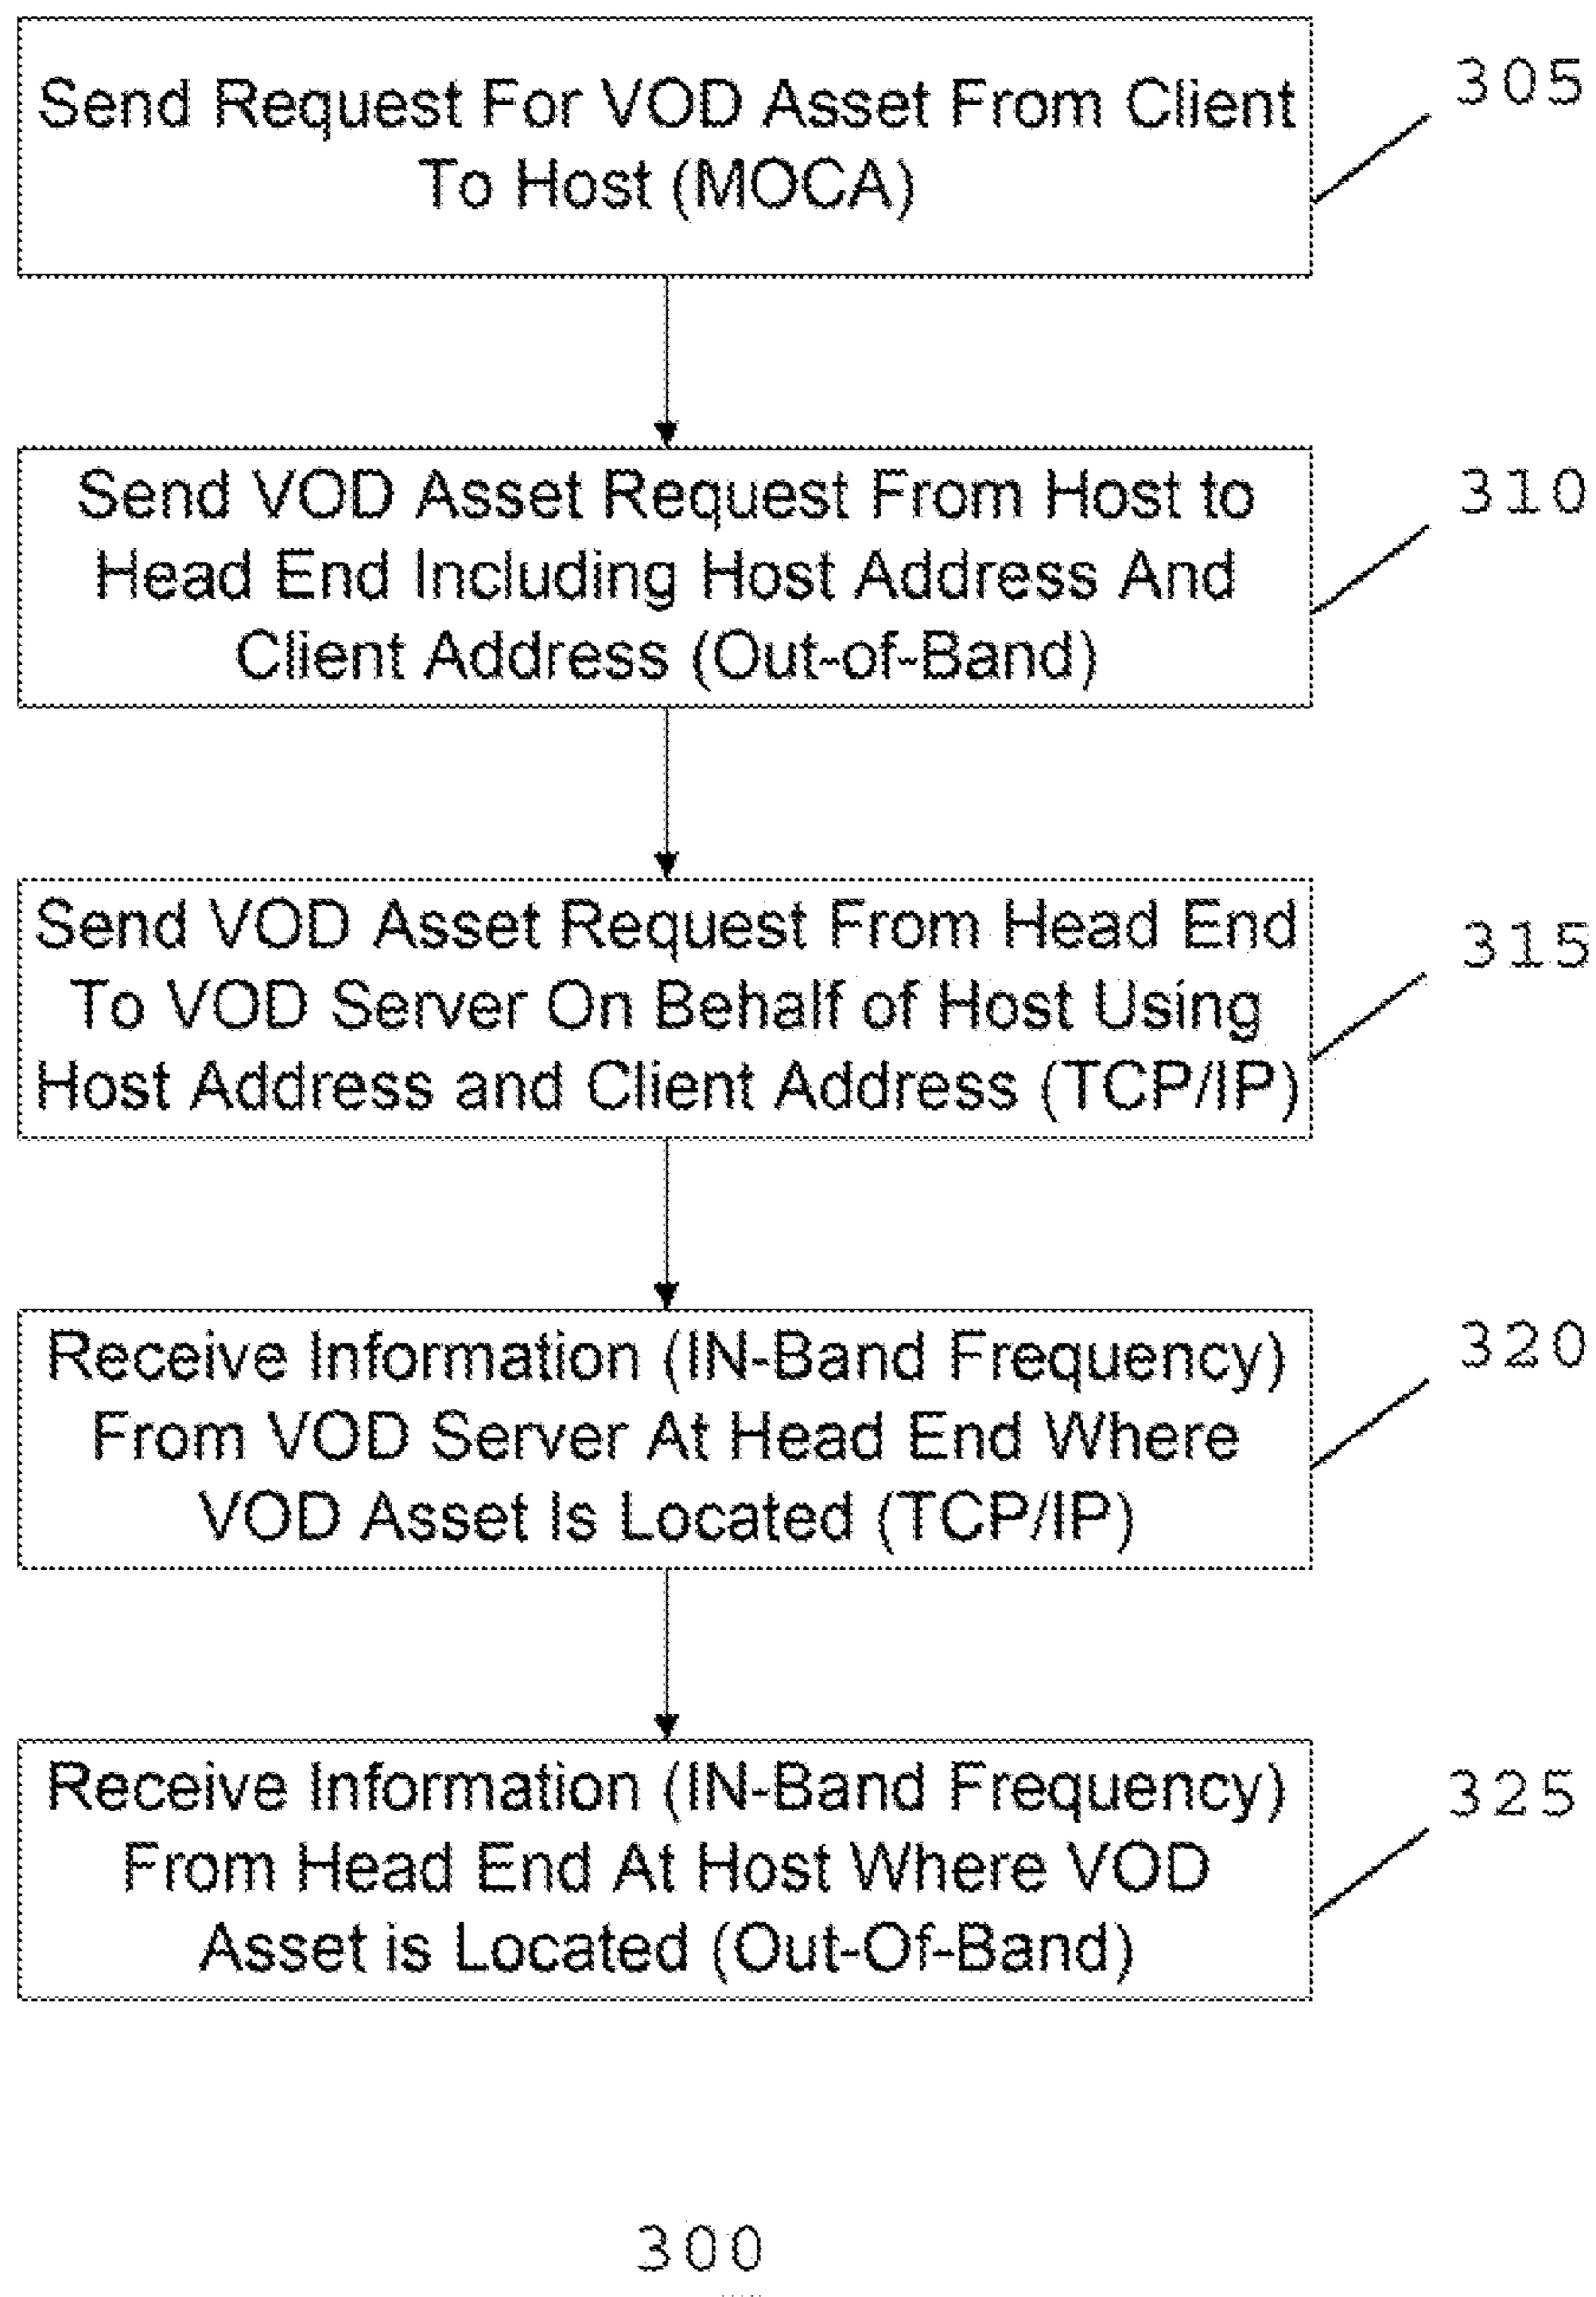 Send Request For VOD Asset From Client
To Host (MOCA)
305
Send VOD Asset Request From Host to
Head End Including Host Address And
Client Address (Out-of-Band)
310
Send VOD Asset Request From Head End
To VOD Server On Behalf of Host Using
Host Address and Client Address (TCP/IP)
315
Receive Information (IN-Band Frequency)
From VOD Server At Head End Where
VOD Asset Is Located (TCP/IP)
320
Receive Information (IN-Band Frequency)
From Head End At Host Where VOD
Asset is Located (Out-Of-Band)
325
300